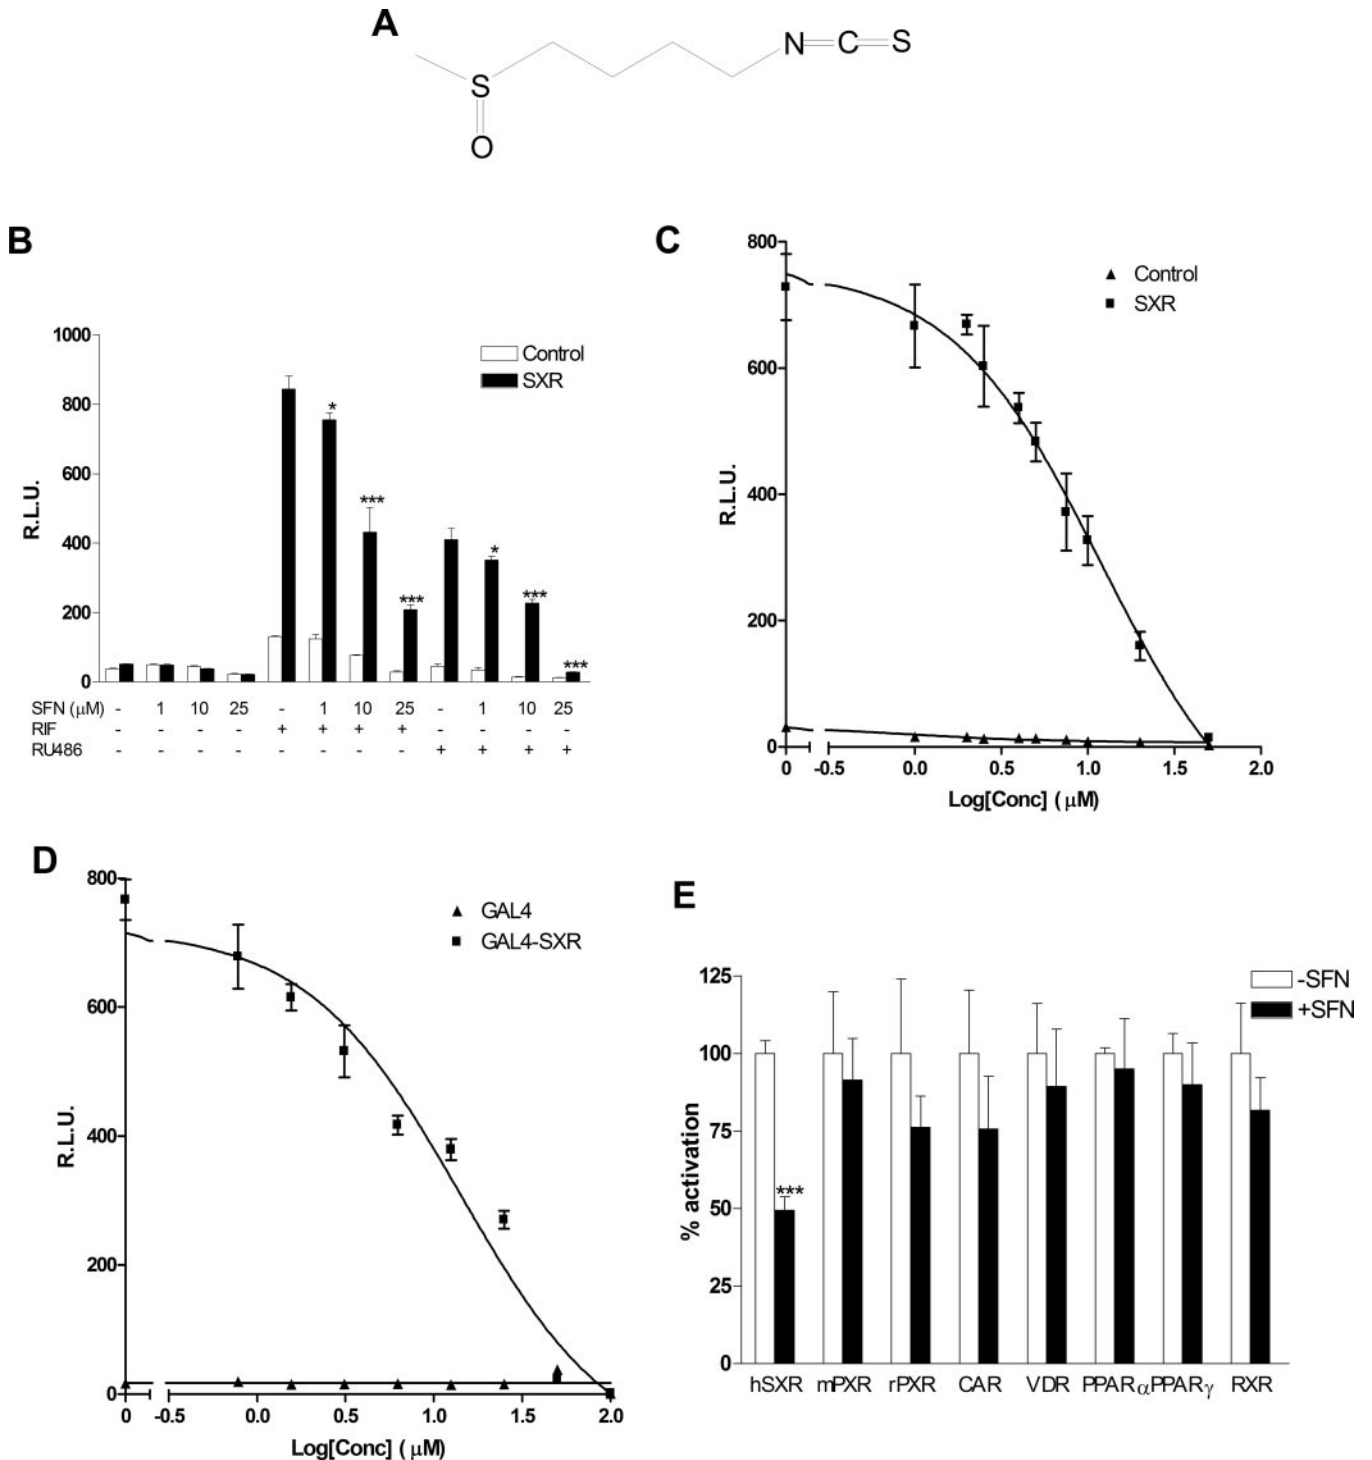 A
N=C=S
S
O
B
1000
800
600
400
200
0
R.L.U.
Control
SXR
*
***
***
*
***
***
SFN (μM) - 1 10 25 - 1 10 25 - 1 10 25
RIF - - - - + + + + - - - -
RU486 - - - - - - - - + + + +
C
800
600
400
200
0
R.L.U.
Control
SXR
0 -0.5 0.0 0.5 1.0 1.5 2.0
Log[Conc] (μM)
D
800
600
400
200
0
R.L.U.
GAL4
GAL4-SXR
0 -0.5 0.0 0.5 1.0 1.5 2.0
Log[Conc] (μM)
E
125
100
75
50
25
0
% activation
-SFN
+SFN
***
hSXR mPXR rPXR CAR VDR PPARα PPARγ RXR